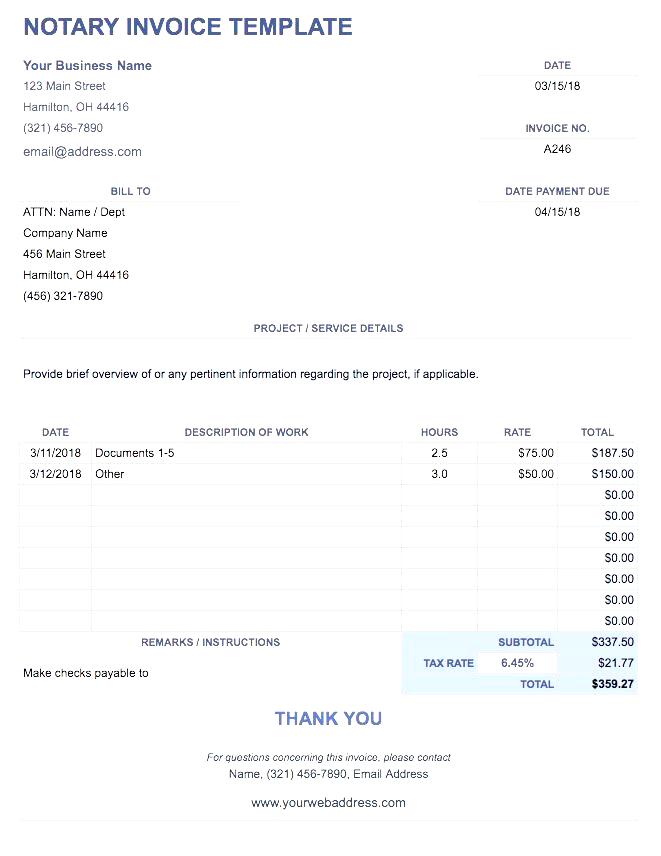 NOTARY INVOICE TEMPLATE
Your Business Name
123 Main Street
Hamilton, OH 44416
(321) 456-7890
email@address.com
DATE
03/15/18
INVOICE NO.
A246
BILL TO
ATTN: Name / Dept
Company Name
456 Main Street
Hamilton, OH 44416
(456) 321-7890
DATE PAYMENT DUE
04/15/18
PROJECT / SERVICE DETAILS
Provide brief overview of or any pertinent information regarding the project, if applicable.
DATE DESCRIPTION OF WORK HOURS RATE TOTAL
3/11/2018 Documents 1-5 2.5 $75.00 $187.50
3/12/2018 Other 3.0 $50.00 $150.00
$0.00
$0.00
$0.00
$0.00
$0.00
$0.00
$0.00
REMARKS / INSTRUCTIONS SUBTOTAL $337.50
TAX RATE 6.45% $21.77
Make checks payable to
TOTAL $359.27
THANK YOU
For questions concerning this invoice, please contact
Name, (321) 456-7890, Email Address
www.yourwebaddress.com